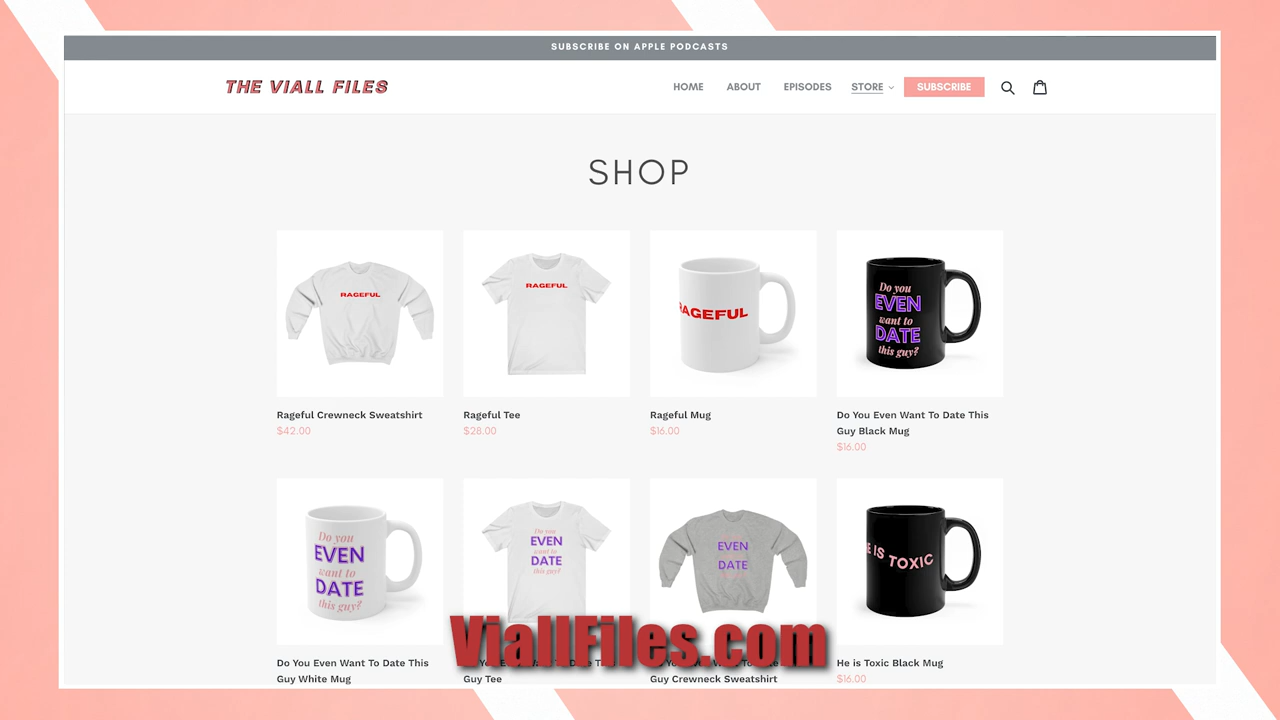 SUBSCRIBE ON APPLE PODCASTS
THE VIALL FILES
HOME ABOUT EPISODES STORE SUBSCRIBE
SHOP
RAGEFUL
RAGEFUL
RAGEFUL
Do you
EVEN
want to
DATE
this guy?
Rageful Crewneck Sweatshirt
$42.00
Rageful Tee
$28.00
Rageful Mug
$16.00
Do You Even Want To Date This
Guy Black Mug
$16.00
Do you
EVEN
want to
DATE
this guy?
Do you
EVEN
want to
DATE
this guy?
EVEN
DATE
E IS TOXIC
ViallFiles.com
Do You Even Want To Date This
Guy White Mug
Guy Tee
Guy Crewneck Sweatshirt
He is Toxic Black Mug
$16.00